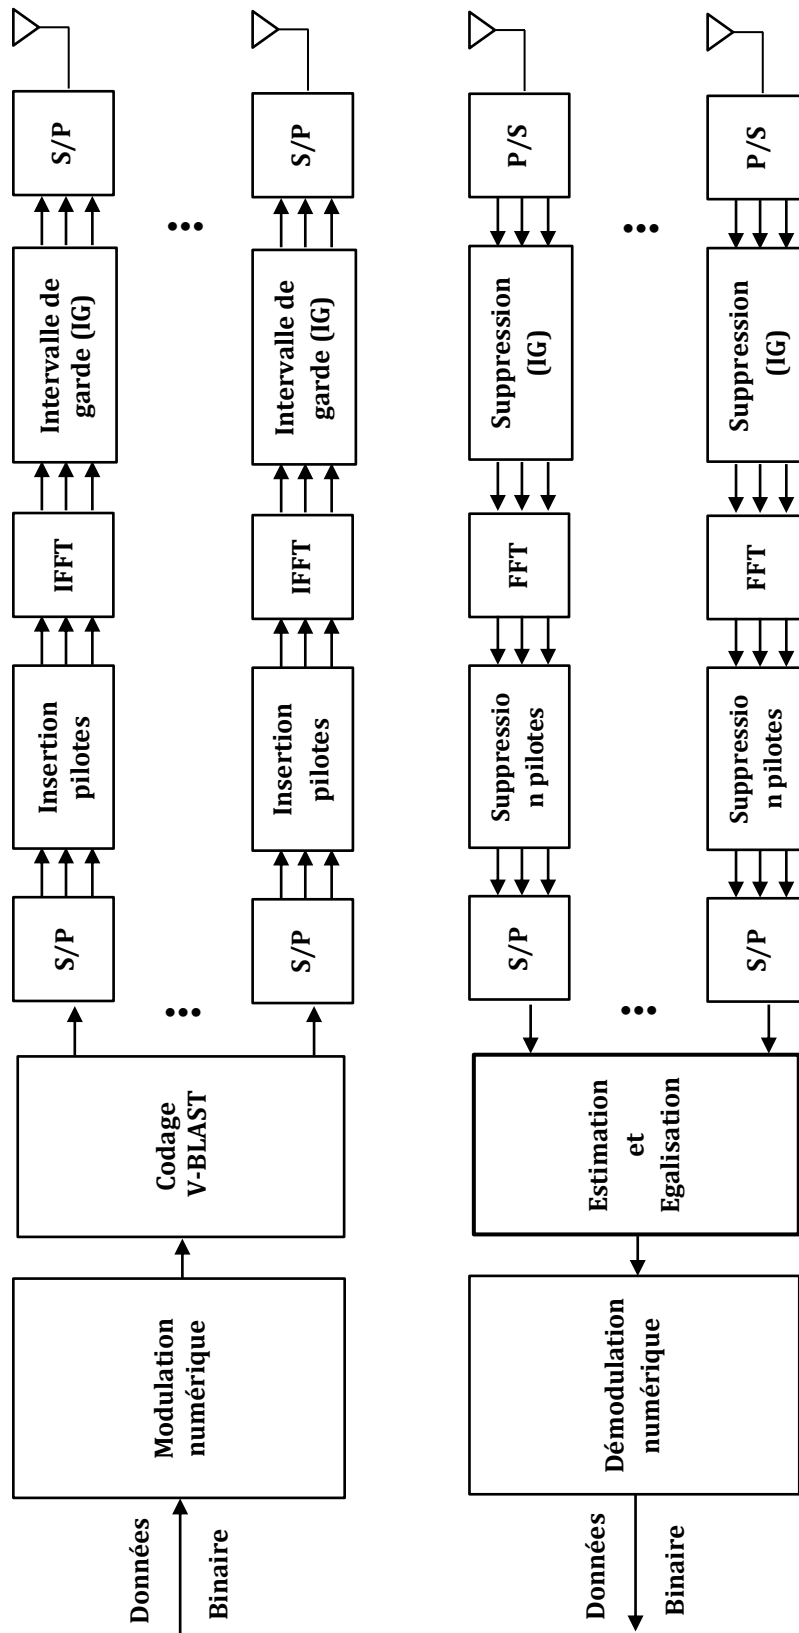 Données
Binaire
Modulation
numérique
Codage
V-BLAST
...
S/P
Insertion
pilotes
IFFT
Intervalle de
garde (IG)
S/P
...
S/P
Insertion
pilotes
IFFT
Intervalle de
garde (IG)
S/P
Données
Binaire
Démodulation
numérique
Estimation
et
Egalisation
...
S/P
Suppressio
n pilotes
FFT
Suppression
(IG)
P/S
...
S/P
Suppressio
n pilotes
FFT
Suppression
(IG)
P/S